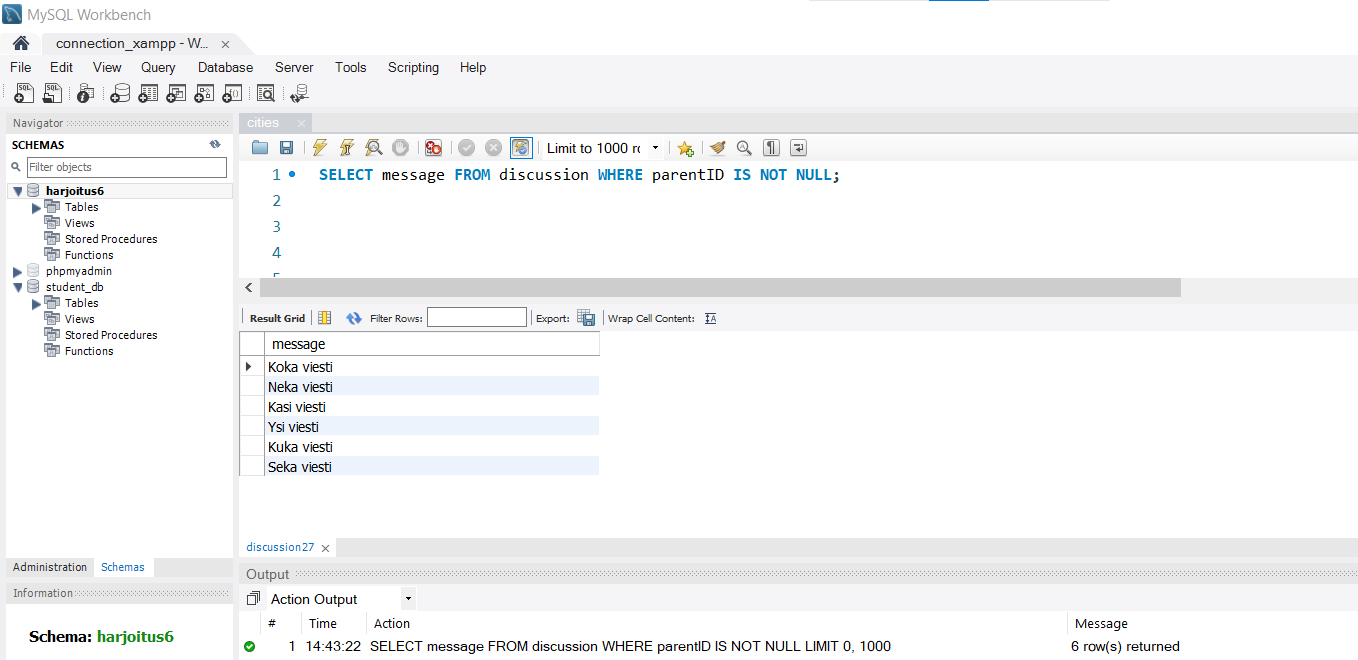 MySQL Workbench
connection_xampp - W...
File Edit View Query Database Server Tools Scripting Help
Navigator
SCHEMAS
Filter objects
harjoitus6
Tables
Views
Stored Procedures
Functions
phpmyadmin
student_db
Tables
Views
Stored Procedures
Functions
Administration Schemas
Information
Schema: harjoitus6
cities
Limit to 1000 rc
1 SELECT message FROM discussion WHERE parentID IS NOT NULL;
2
3
4
Result Grid Filter Rows: Export: Wrap Cell Content:
message
Koka viesti
Neka viesti
Kasi viesti
Ysi viesti
Kuka viesti
Seka viesti
discussion27
Output
Action Output
# Time Action Message
1 14:43:22 SELECT message FROM discussion WHERE parentID IS NOT NULL LIMIT 0, 1000 6 row(s) returned